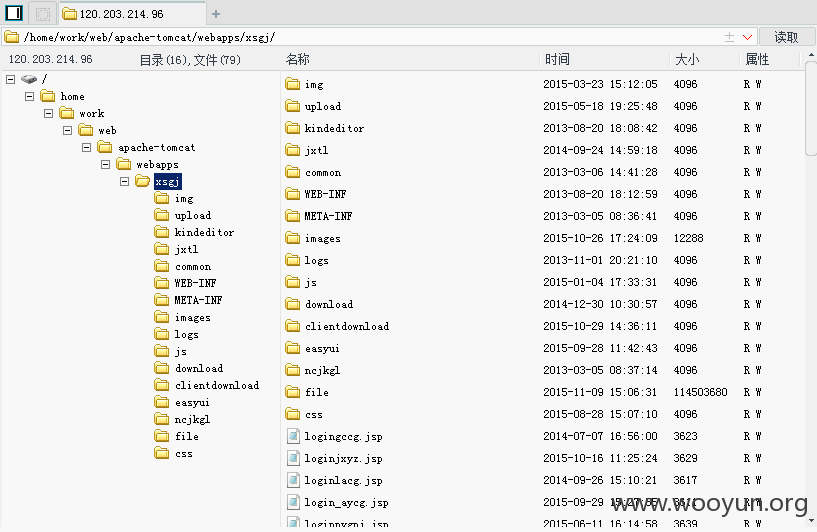 120.203.214.96
/home/work/web/apache-tomcat/webapps/xsgj/ 读取
120.203.214.96 目录(16),文件(79) 名称 时间 大小 属性
/
home
work
web
apache-tomcat
webapps
xsgj
img
upload
kindeditor
jxtl
common
WEB-INF
META-INF
images
logs
js
download
clientdownload
easyui
ncjkgl
file
css
img 2015-03-23 15:12:05 4096 R W
upload 2015-05-18 19:25:48 4096 R W
kindeditor 2013-08-20 18:08:42 4096 R W
jxtl 2014-09-24 14:59:18 4096 R W
common 2013-03-06 14:41:28 4096 R W
WEB-INF 2013-08-20 18:12:59 4096 R W
META-INF 2013-03-05 08:36:41 4096 R W
images 2015-10-26 17:24:09 12288 R W
logs 2013-11-01 20:21:10 4096 R W
js 2015-01-04 17:33:31 4096 R W
download 2014-12-30 10:30:57 4096 R W
clientdownload 2015-10-29 14:36:11 4096 R W
easyui 2015-09-28 11:42:43 4096 R W
ncjkgl 2013-03-05 08:37:14 4096 R W
file 2015-11-09 15:06:31 114503680 R W
css 2015-08-28 15:07:10 4096 R W
logingccg.jsp 2014-07-07 16:56:00 3623 R W
loginjxyz.jsp 2015-10-16 11:25:24 3629 R W
loginlacg.jsp 2014-09-26 15:10:21 3617 R W
login_aycg.jsp 2015-09-29 R W
2015-06-11 16:14:58 3639 R W
www.wooyun.org